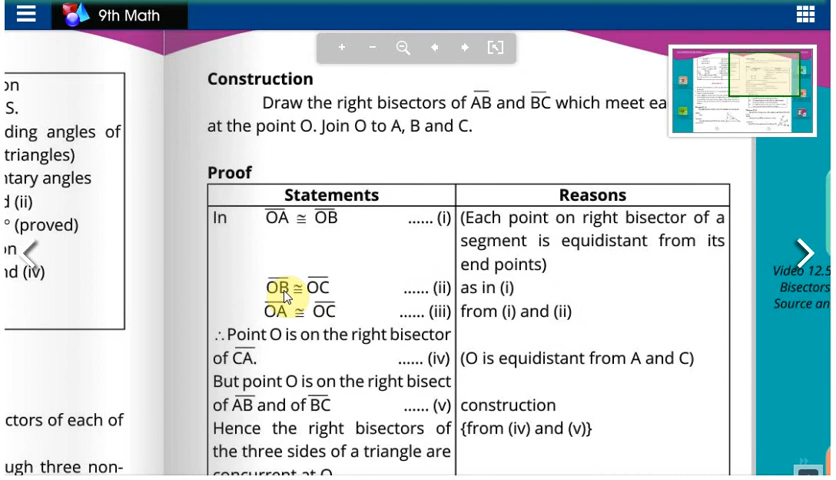 9th Math
on
S.
ding angles of
triangles)
ntary angles
d (ii)
° (proved)
on
nd (iv)
ctors of each of
ugh three non-
Construction
Draw the right bisectors of AB and BC which meet ea
at the point O. Join O to A, B and C.
Proof
Statements Reasons
In OA ≅ OB ...... (i) (Each point on right bisector of a
segment is equidistant from its
end points)
OB ≅ OC ...... (ii) as in (i)
OA ≅ OC ...... (iii) from (i) and (ii)
∴ Point O is on the right bisector
of CA. ...... (iv) (O is equidistant from A and C)
But point O is on the right bisect
of AB and of BC ...... (v) construction
Hence the right bisectors of {from (iv) and (v)}
the three sides of a triangle are
concurrent at O
Video 12.5
Bisectors
Source an